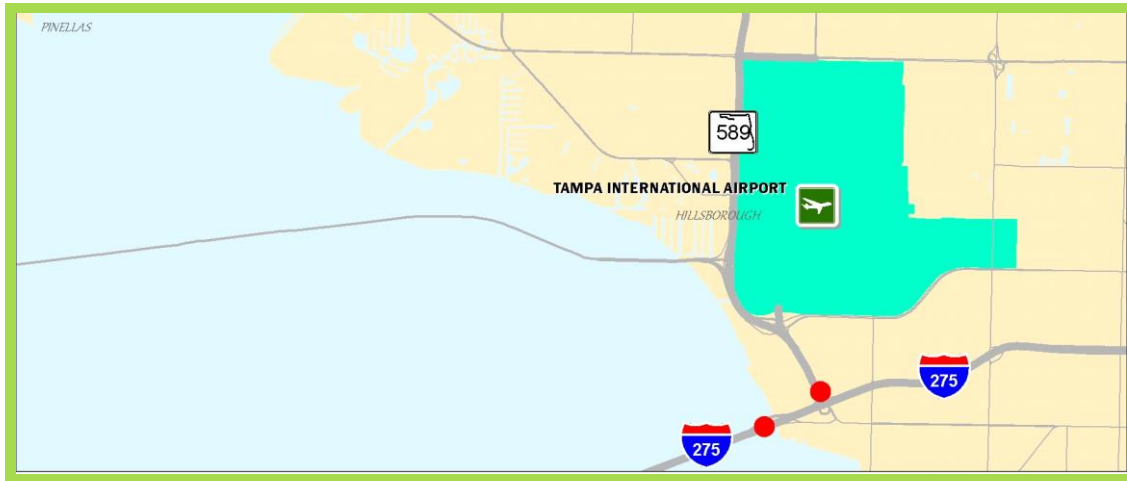 PINELLAS
589
TAMPA INTERNATIONAL AIRPORT
HILLSBOROUGH
275
275